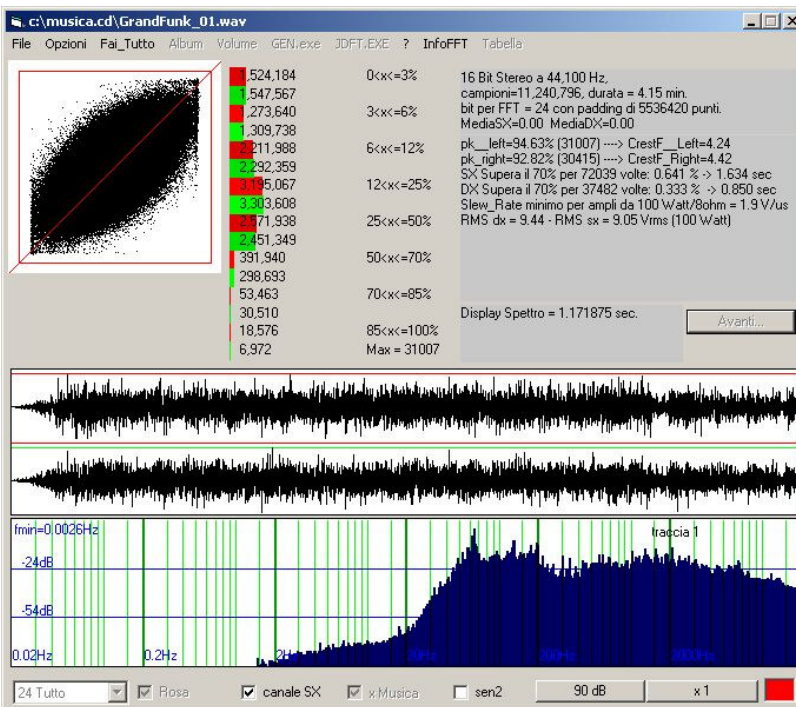 c:\musica.cd\GrandFunk_01.wav
File Opzioni Fai_Tutto Album Volume GEN.exe JDFT.EXE ? InfoFFT Tabella
1,524,184 0<x<=3%
1,547,567
1,273,640 3<x<=6%
1,309,738
2,211,988 6<x<=12%
2,292,359
3,195,067 12<x<=25%
3,303,608
2,571,938 25<x<=50%
2,451,349
391,940 50<x<=70%
298,693
53,463 70<x<=85%
30,510
18,576 85<x<=100%
6,972 Max = 31007
16 Bit Stereo a 44,100 Hz,
campioni=11,240,796, durata = 4.15 min.
bit per FFT = 24 con padding di 5536420 punti.
MediaSX=0.00 MediaDX=0.00
pk__left=94.63% (31007) ----> CrestF__Left=4.24
pk_right=92.82% (30415) ----> CrestF_Right=4.42
SX Supera il 70% per 72039 volte: 0.641 % -> 1.634 sec
DX Supera il 70% per 37482 volte: 0.333 % -> 0.850 sec
Slew_Rate minimo per ampli da 100 Watt/8ohm = 1.9 V/us
RMS dx = 9.44 - RMS sx = 9.05 Vrms (100 Watt)
Display Spettro = 1.171875 sec.
Avanti...
fmin=0.0026Hz
traccia 1
-24dB
-54dB
0.02Hz 0.2Hz 2Hz 20Hz 200Hz 2000Hz
24 Tutto Rosa canale SX x Musica sen2 90 dB x 1